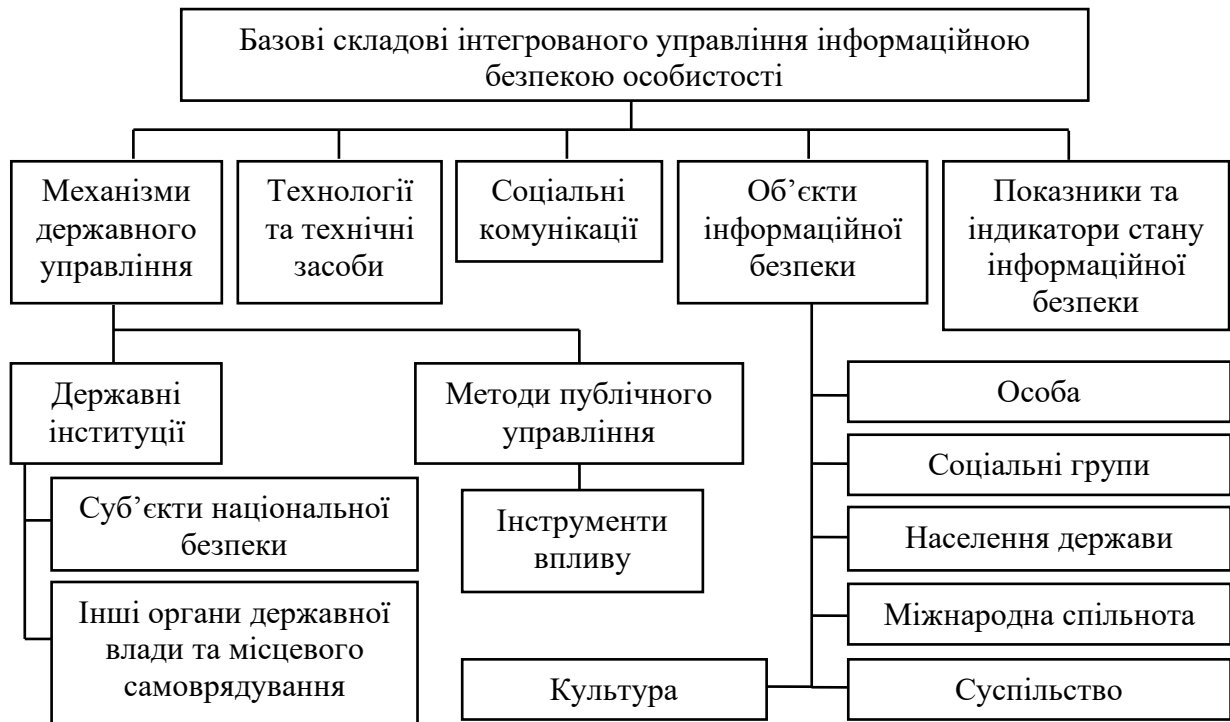 Базові складові інтегрованого управління інформаційною
безпекою особистості
Механізми
державного
управління
Технології
та технічні
засоби
Соціальні
комунікації
Об’єкти
інформаційної
безпеки
Показники та
індикатори стану
інформаційної
безпеки
Державні
інституції
Методи публічного
управління
Особа
Соціальні групи
Суб’єкти національної
безпеки
Інструменти
впливу
Населення держави
Інші органи державної
влади та місцевого
самоврядування
Міжнародна спільнота
Культура
Суспільство